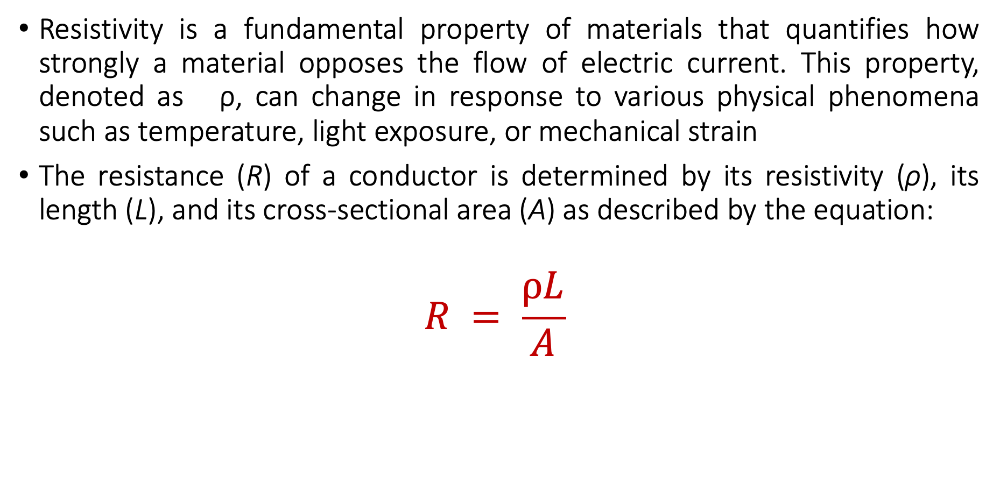 • Resistivity is a fundamental property of materials that quantifies how
strongly a material opposes the flow of electric current. This property,
denoted as ρ, can change in response to various physical phenomena
such as temperature, light exposure, or mechanical strain
• The resistance (R) of a conductor is determined by its resistivity (ρ), its
length (L), and its cross-sectional area (A) as described by the equation:
R = ρL/A